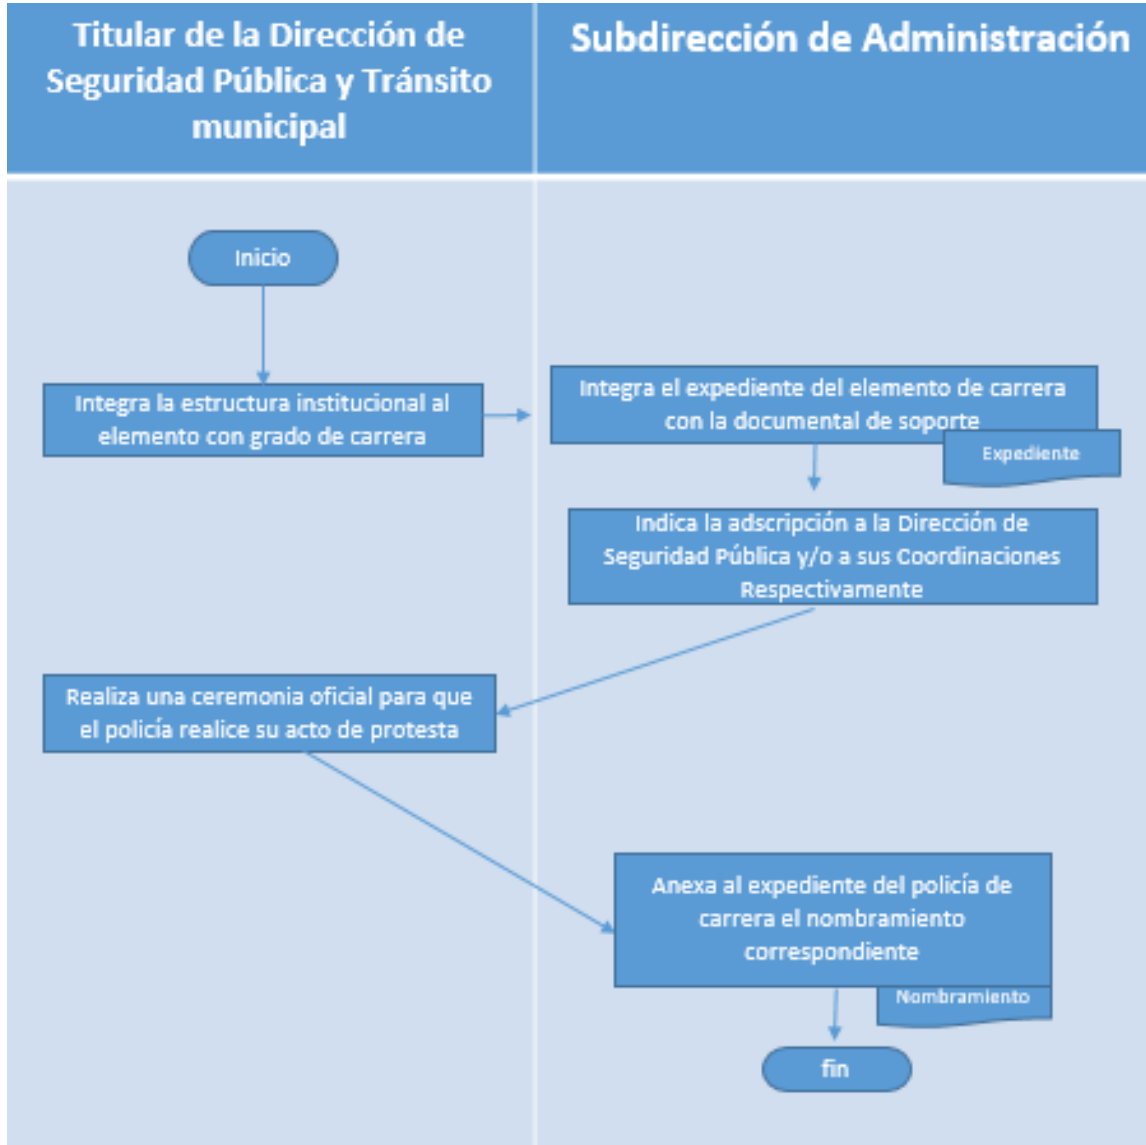 Titular de la Dirección de
Seguridad Pública y Tránsito
municipal
Subdirección de Administración
Inicio
Integra la estructura institucional al
elemento con grado de carrera
Integra el expediente del elemento de carrera
con la documental de soporte
Expediente
Indica la adscripción a la Dirección de
Seguridad Pública y/o a sus Coordinaciones
Respectivamente
Realiza una ceremonia oficial para que
el policía realice su acto de protesta
Anexa al expediente del policía de
carrera el nombramiento
correspondiente
Nombramiento
fin